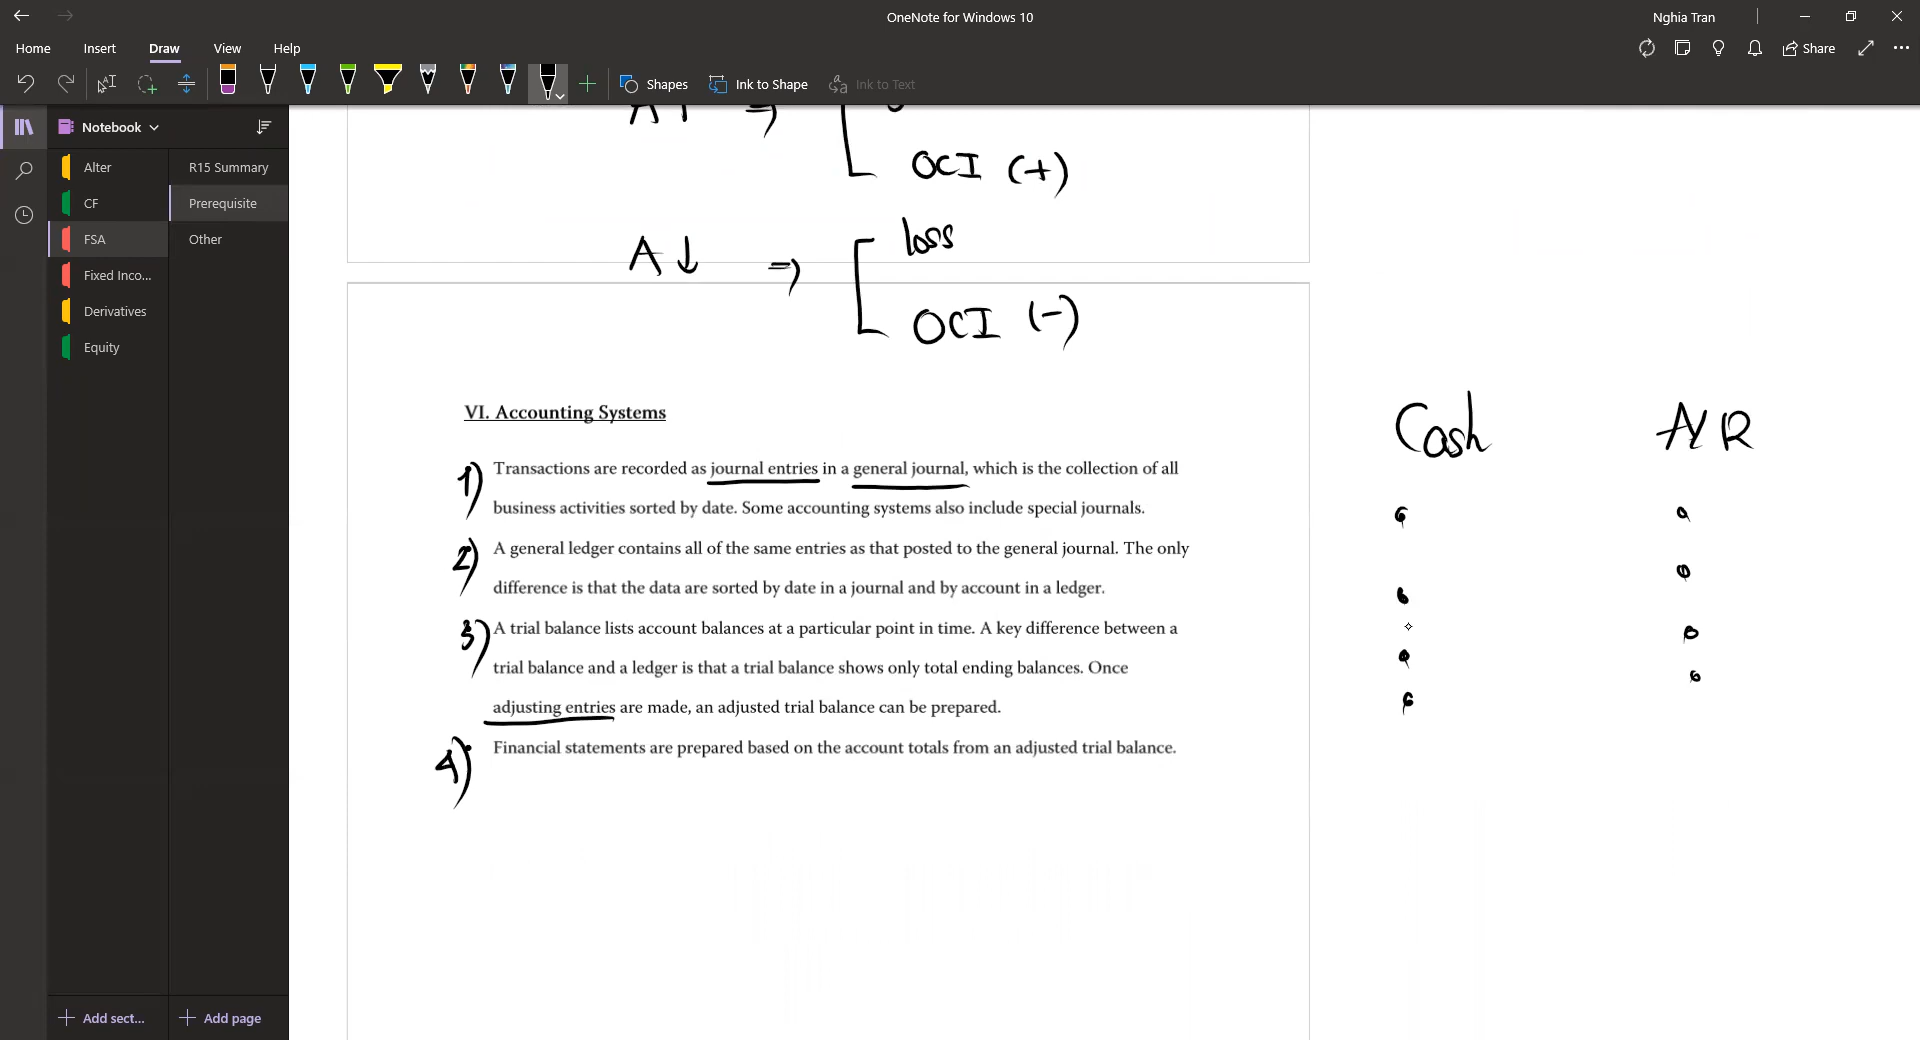 OneNote for Windows 10
Nghia Tran
Home Insert Draw View Help
Share
Shapes
Ink to Shape
Ink to Text
Notebook
Alter
CF
FSA
Fixed Inco...
Derivatives
Equity
R15 Summary
Prerequisite
Other
OCI (+)
A↓ ⇒ loss
OCI (-)
VI. Accounting Systems
1) Transactions are recorded as journal entries in a general journal, which is the collection of all
business activities sorted by date. Some accounting systems also include special journals.
2) A general ledger contains all of the same entries as that posted to the general journal. The only
difference is that the data are sorted by date in a journal and by account in a ledger.
3) A trial balance lists account balances at a particular point in time. A key difference between a
trial balance and a ledger is that a trial balance shows only total ending balances. Once
adjusting entries are made, an adjusted trial balance can be prepared.
4) Financial statements are prepared based on the account totals from an adjusted trial balance.
Cash
A/R
Add sect...
Add page